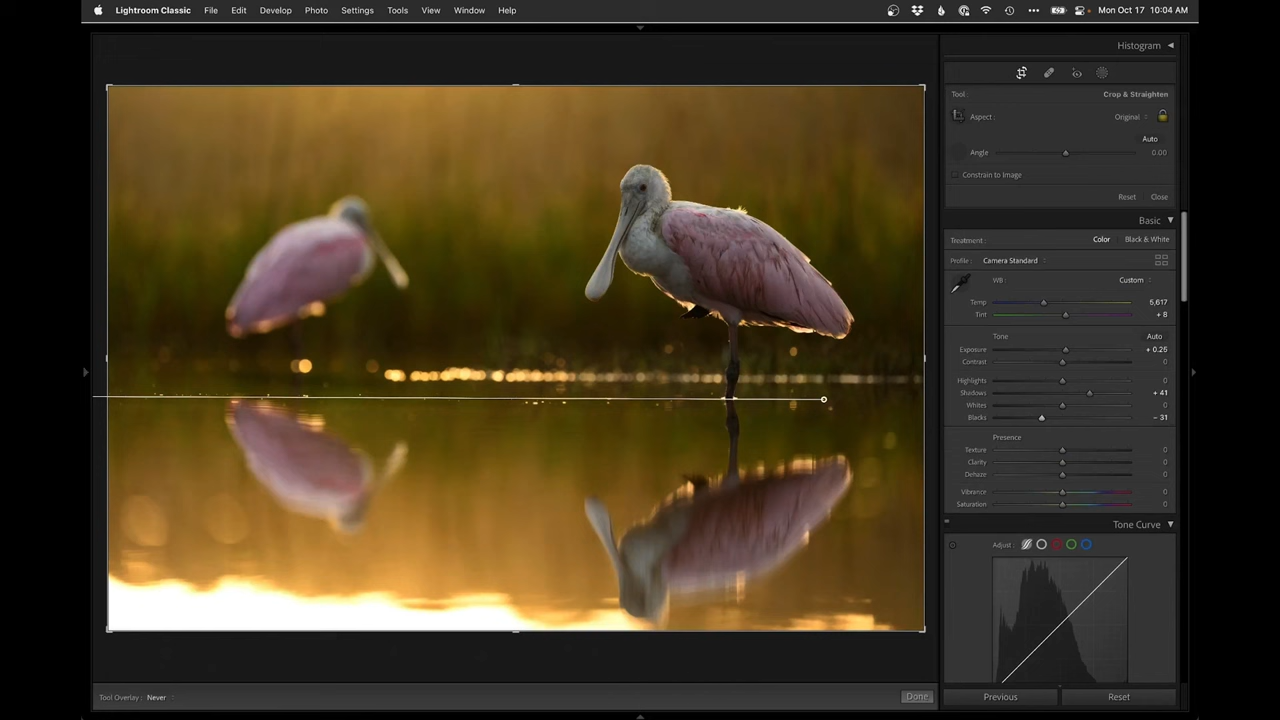 Lightroom Classic File Edit Develop Photo Settings Tools View Window Help Mon Oct 17 10:04 AM
Histogram
Tool : Crop & Straighten
Aspect : Original
Auto
Angle 0.00
Constrain to Image
Reset Close
Basic
Treatment : Color Black & White
Profile : Camera Standard
WB : Custom
Temp 5,617
Tint + 8
Tone Auto
Exposure + 0.25
Contrast 0
Highlights 0
Shadows + 41
Whites 0
Blacks – 31
Presence
Texture 0
Clarity 0
Dehaze 0
Vibrance 0
Saturation 0
Tone Curve
Adjust :
Tool Overlay : Never Done Previous Reset